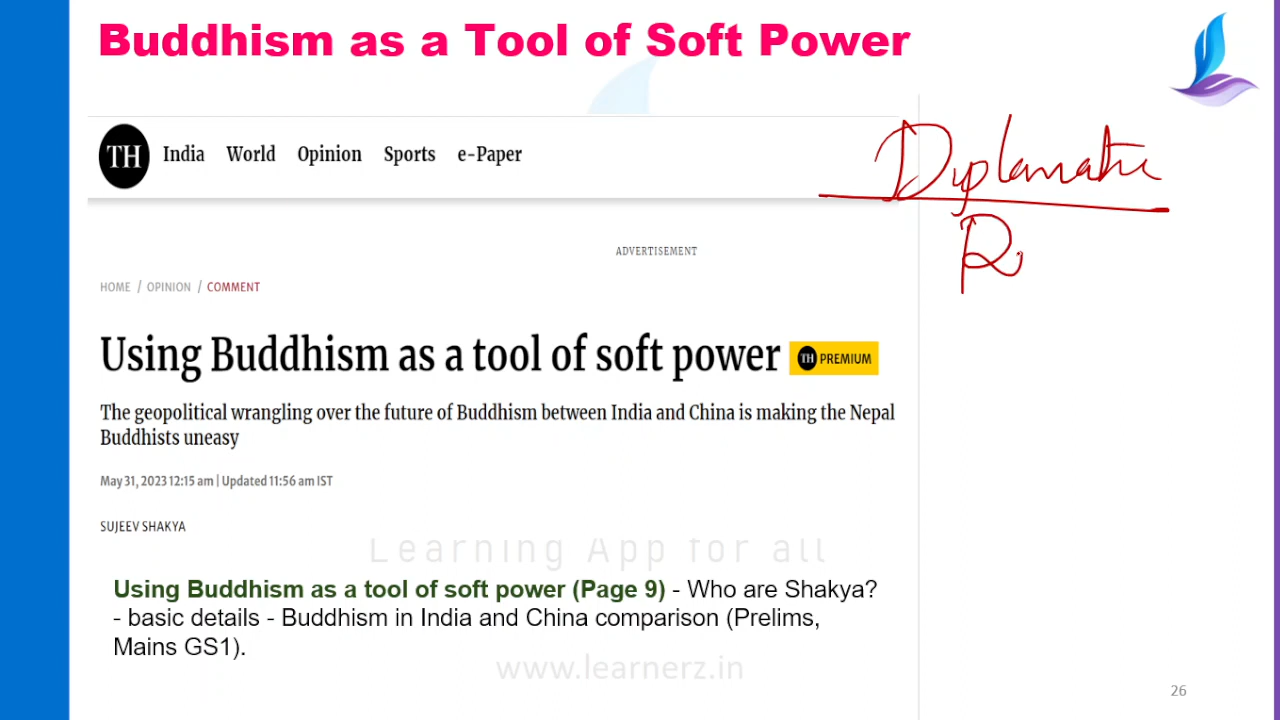 Buddhism as a Tool of Soft Power
TH India World Opinion Sports e-Paper
Diplomatic
R
ADVERTISEMENT
HOME / OPINION / COMMENT
Using Buddhism as a tool of soft power TH PREMIUM
The geopolitical wrangling over the future of Buddhism between India and China is making the Nepal
Buddhists uneasy
May 31, 2023 12:15 am | Updated 11:56 am IST
SUJEEV SHAKYA
Learning App for all
Using Buddhism as a tool of soft power (Page 9) - Who are Shakya?
- basic details - Buddhism in India and China comparison (Prelims,
Mains GS1).
www.learnerz.in
26